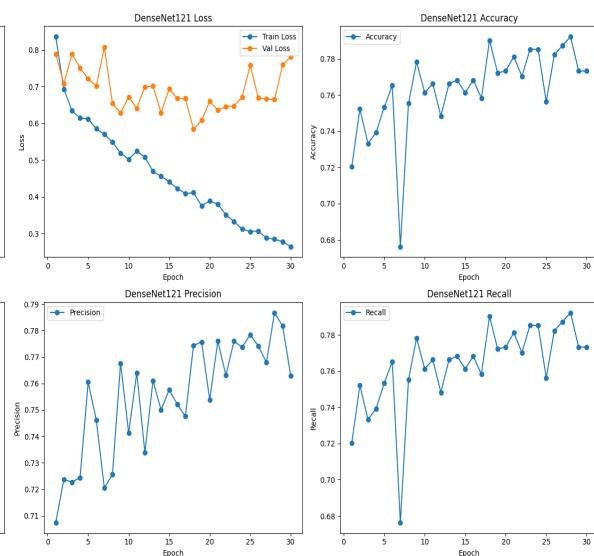 DenseNet121 Loss
Train Loss
Val Loss
0.8
0.7
0.6
0.5
0.4
0.3
Loss
0 5 10 15 20 25 30
Epoch
DenseNet121 Accuracy
Accuracy
0.78
0.76
0.74
0.72
0.70
0.68
Accuracy
0 5 10 15 20 25 30
Epoch
DenseNet121 Precision
Precision
0.79
0.78
0.77
0.76
0.75
0.74
0.73
0.72
0.71
Precision
0 5 10 15 20 25 30
Epoch
DenseNet121 Recall
Recall
0.78
0.76
0.74
0.72
0.70
0.68
Recall
0 5 10 15 20 25 30
Epoch